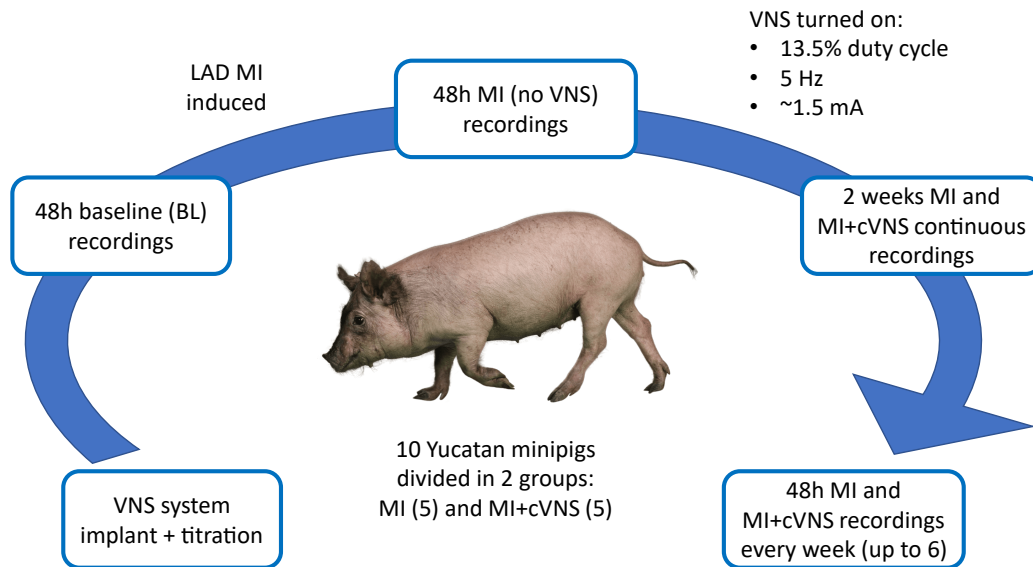 VNS system
implant + titration
48h baseline (BL)
recordings
LAD MI
induced
48h MI (no VNS)
recordings
VNS turned on:
• 13.5% duty cycle
• 5 Hz
• ~1.5 mA
2 weeks MI and
MI+cVNS continuous
recordings
48h MI and
MI+cVNS recordings
every week (up to 6)
10 Yucatan minipigs
divided in 2 groups:
MI (5) and MI+cVNS (5)